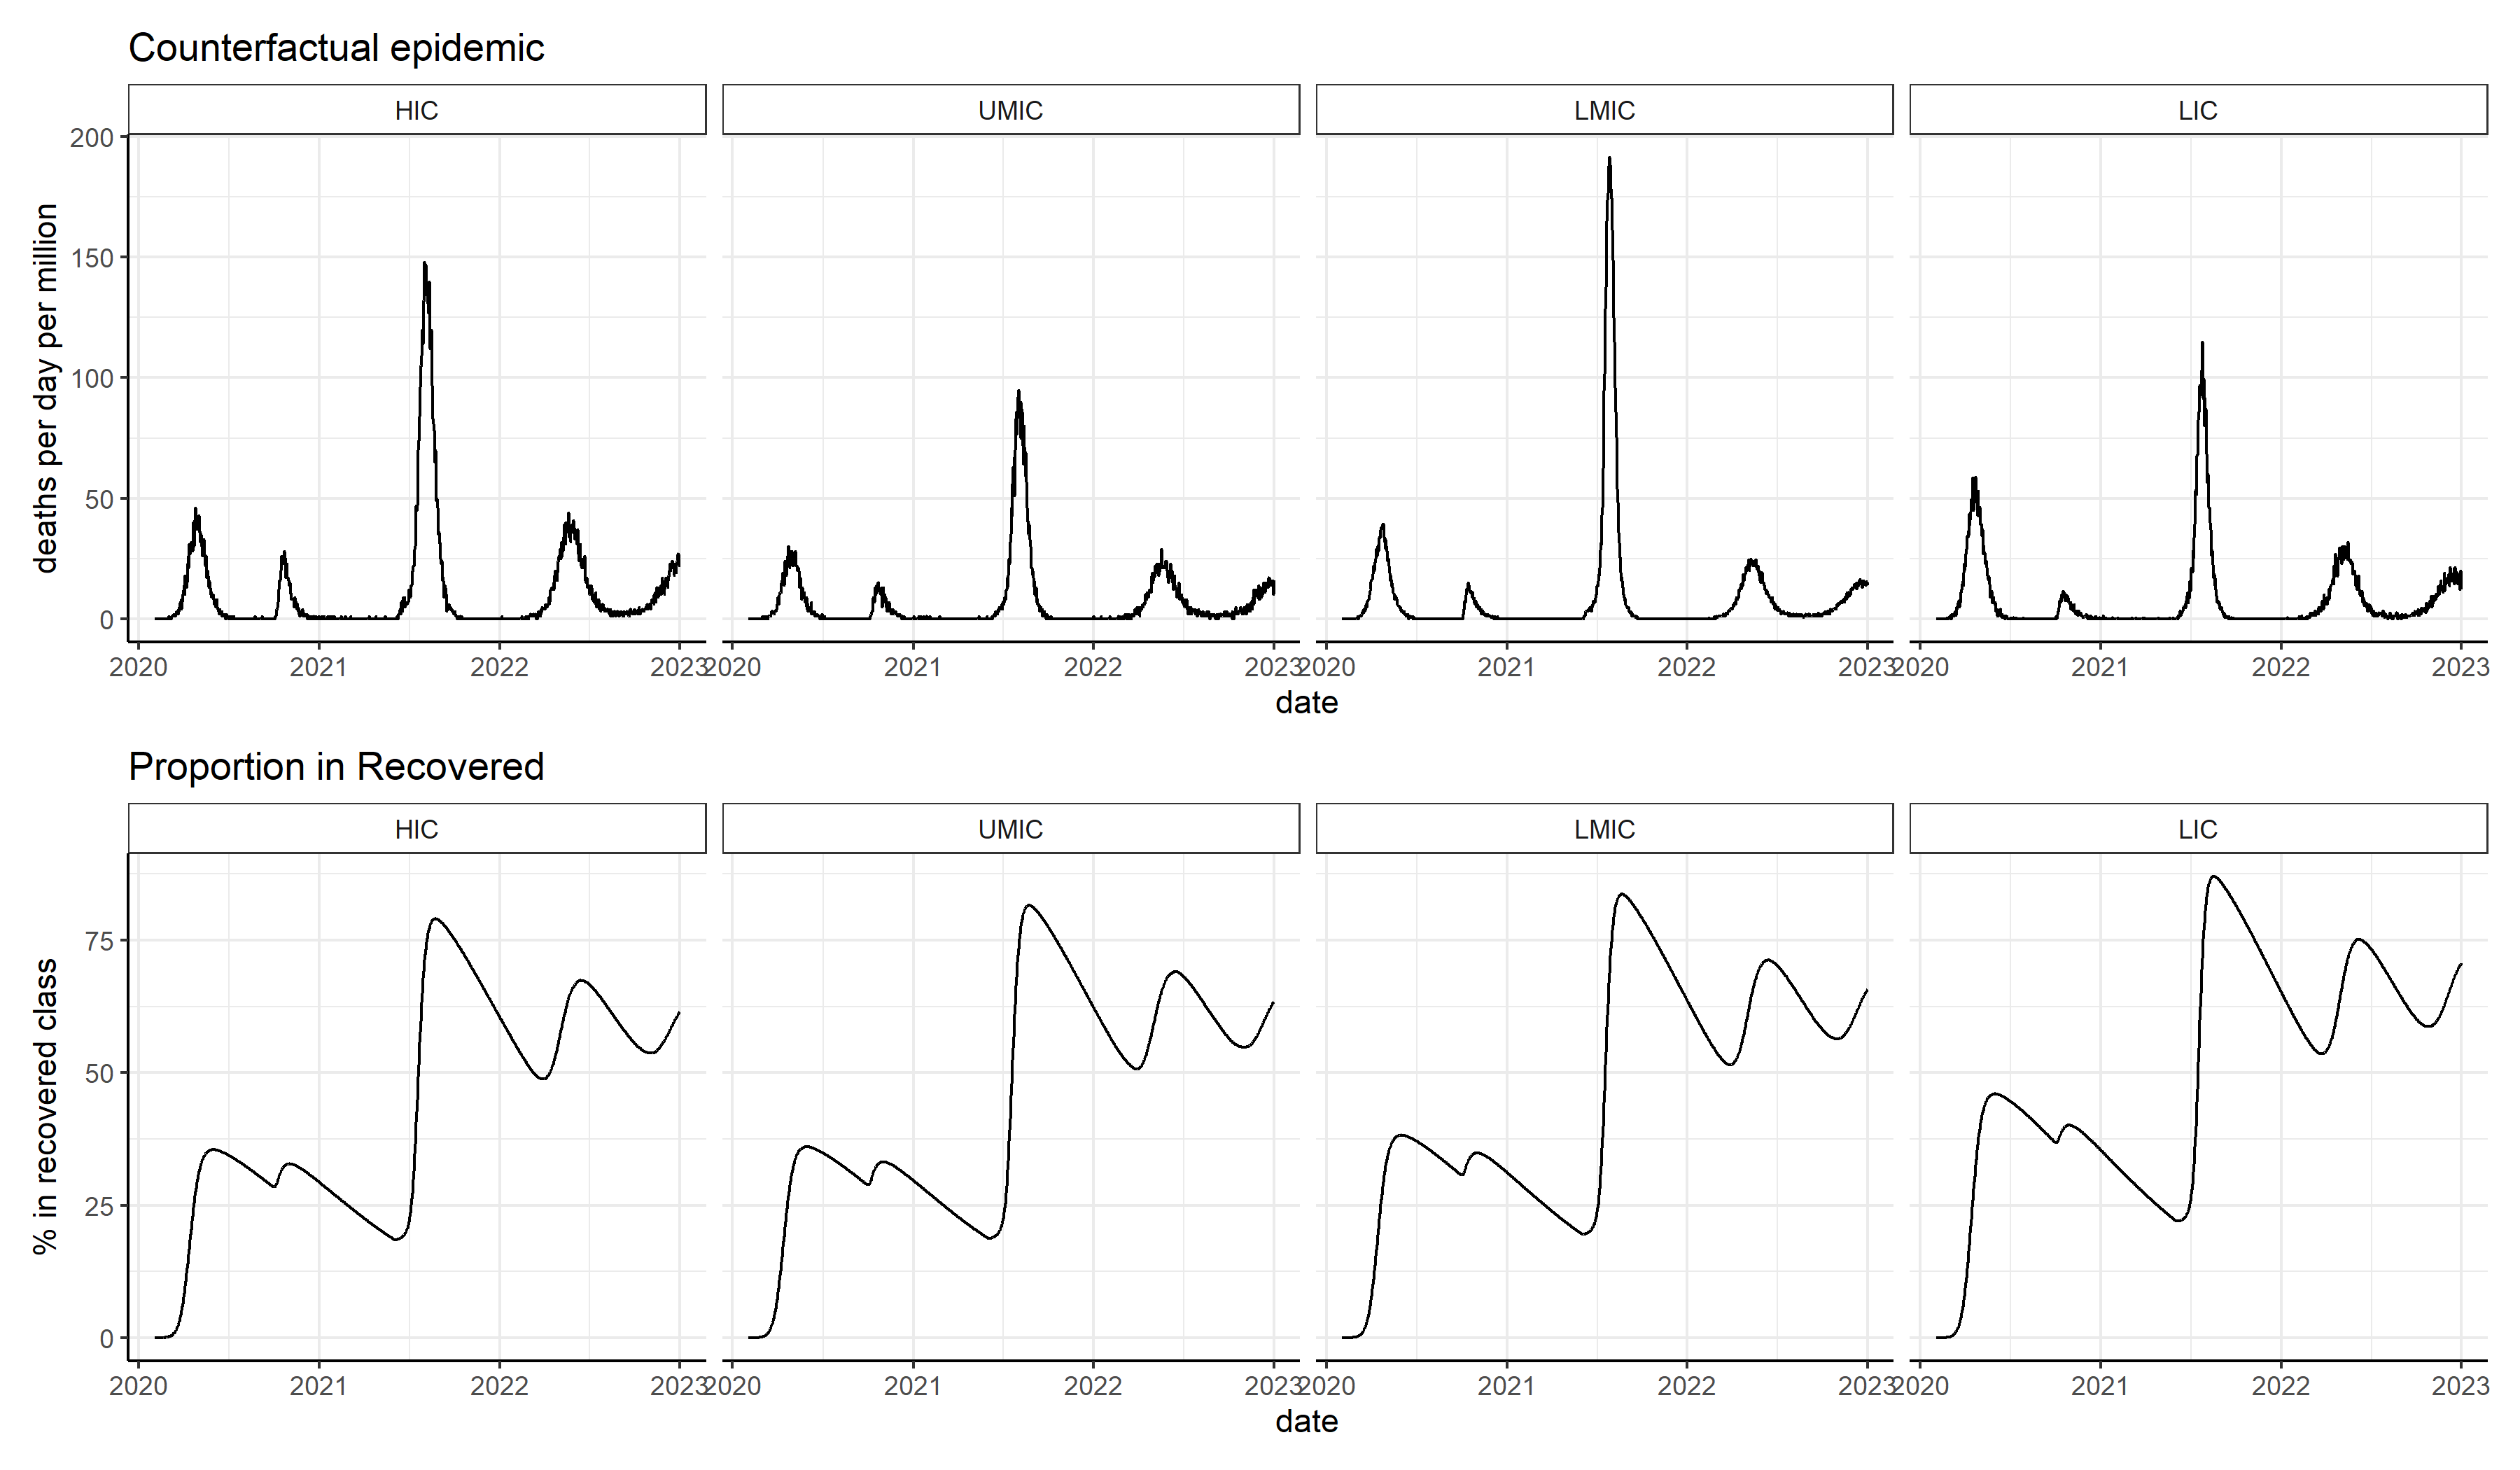 Counterfactual epidemic
HIC UMIC LMIC LIC
200
150
100
50
0
deaths per day per million
2020 2021 2022 2023 2020 2021 2022 2023 2020 2021 2022 2023 2020 2021 2022 2023
date
Proportion in Recovered
HIC UMIC LMIC LIC
75
50
25
0
% in recovered class
2020 2021 2022 2023 2020 2021 2022 2023 2020 2021 2022 2023 2020 2021 2022 2023
date